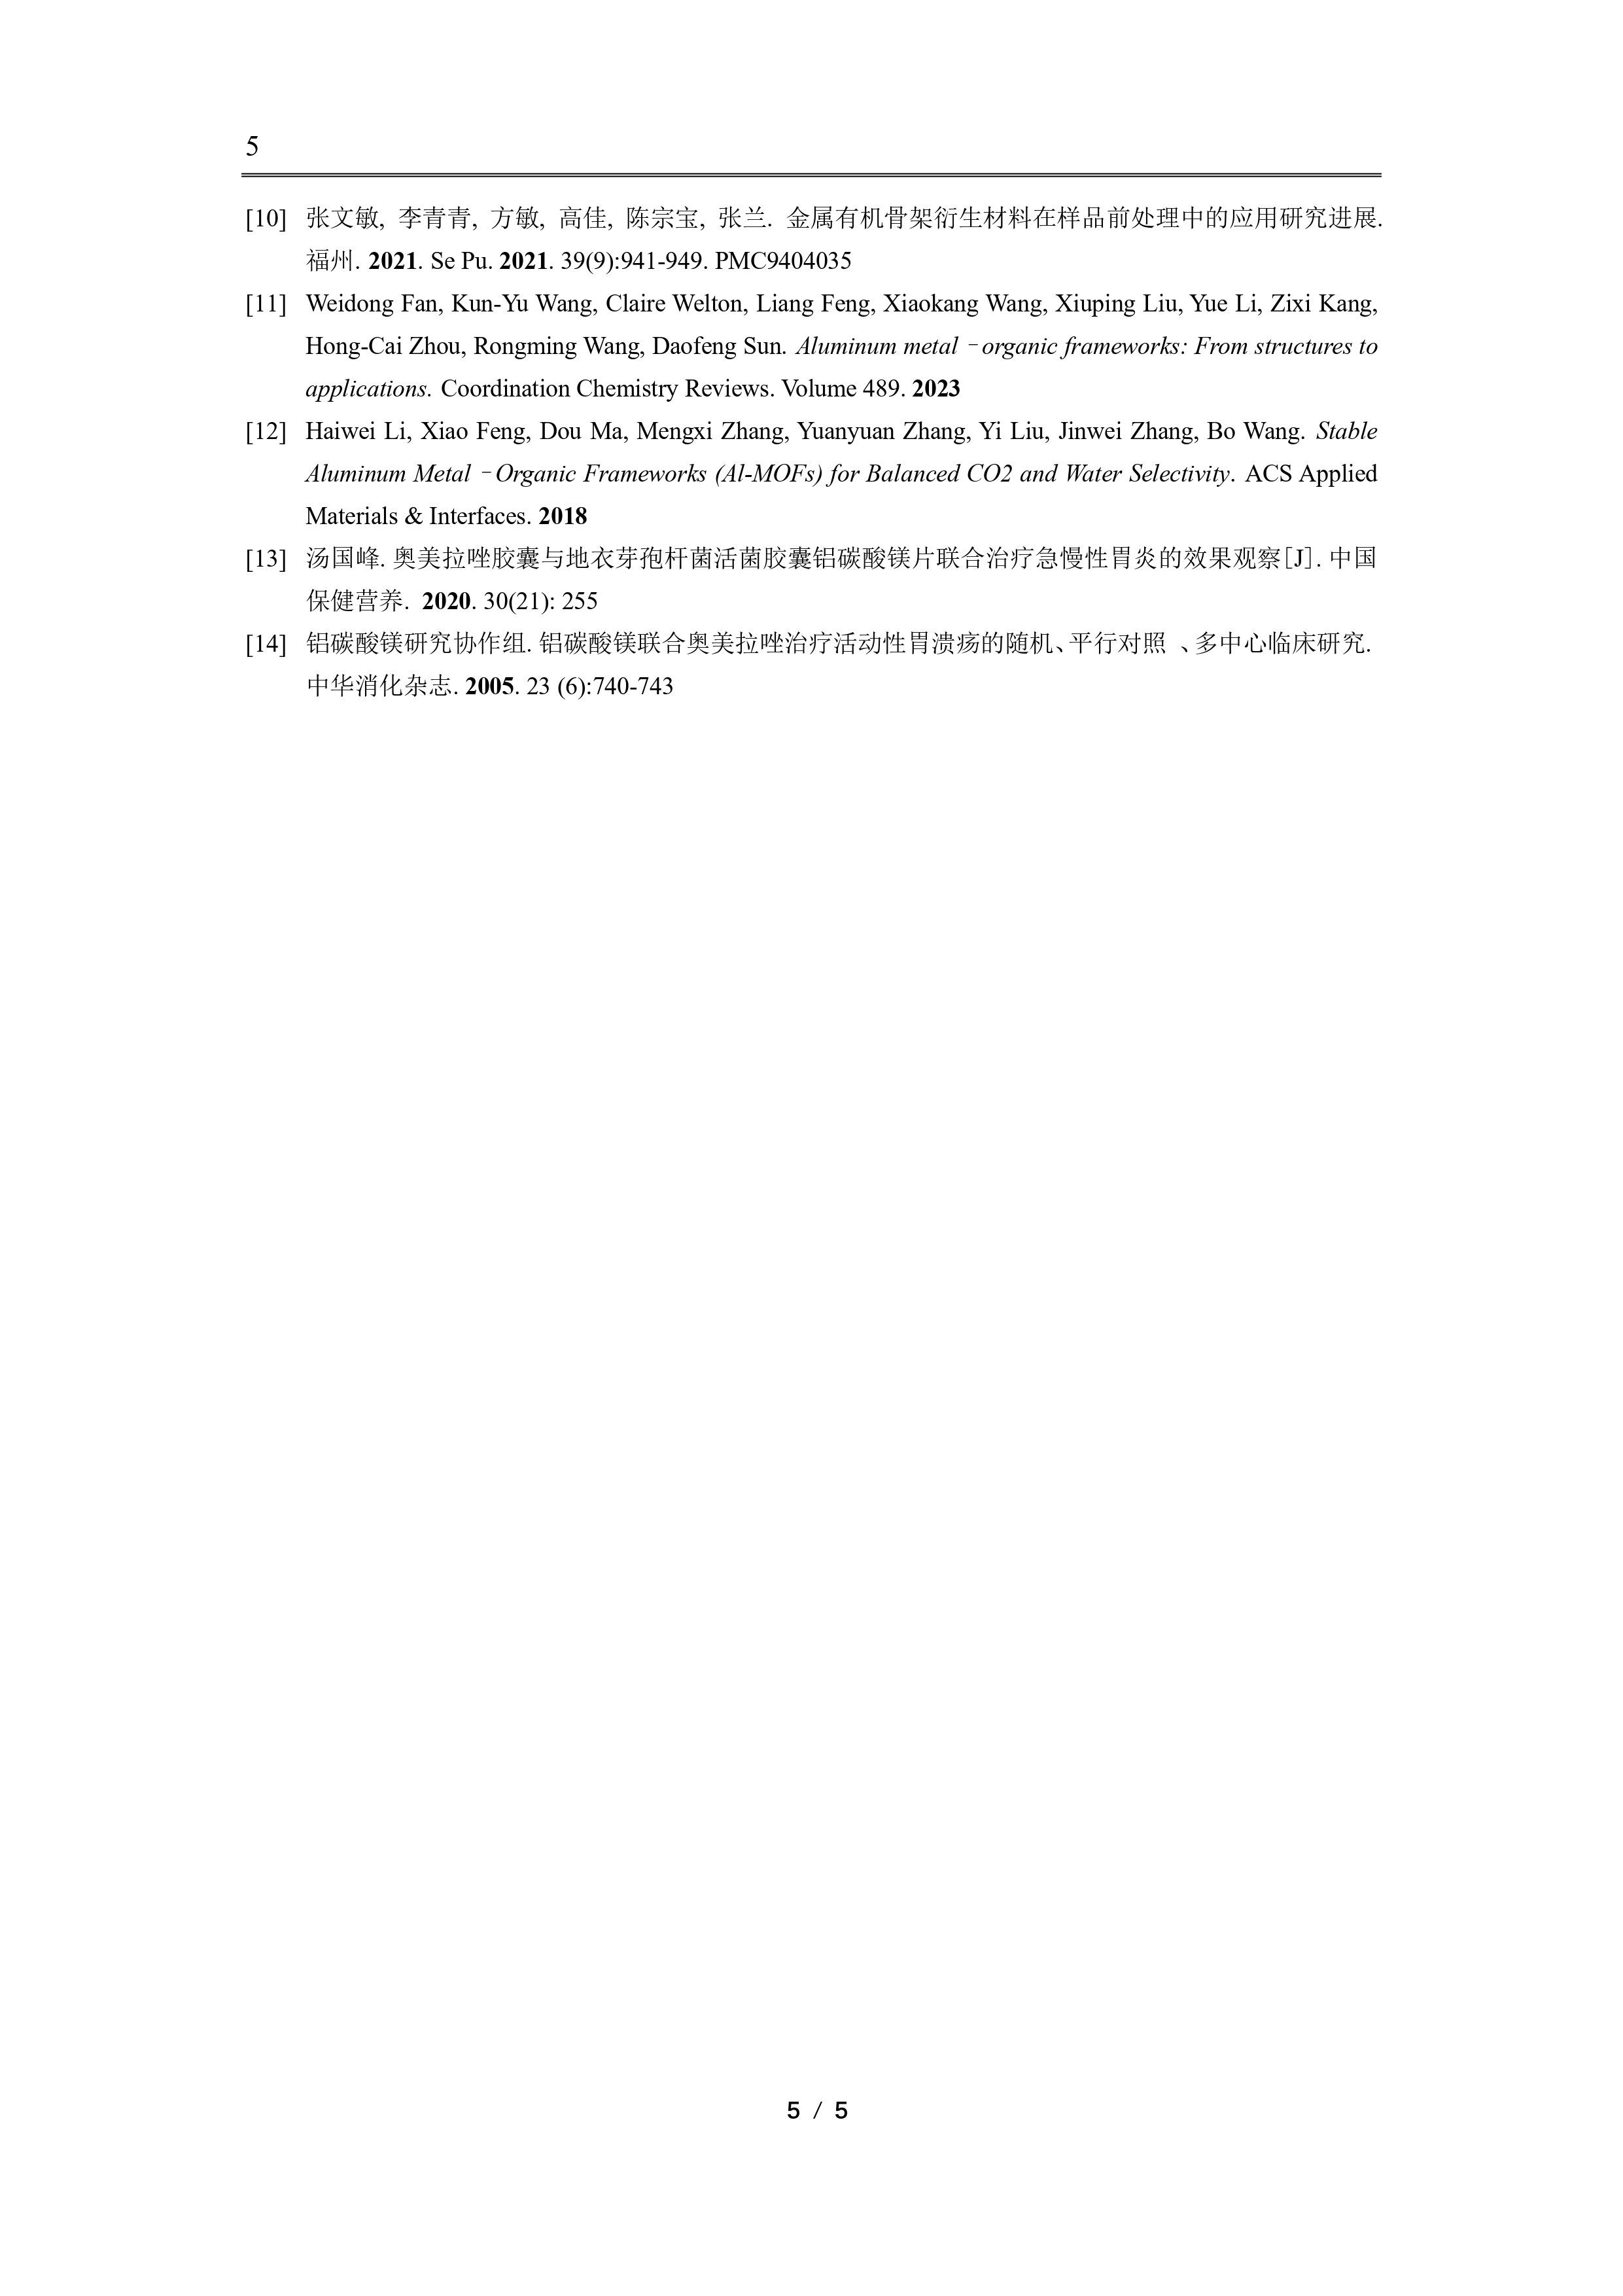 5
[10] 张文敏, 李青青, 方敏, 高佳, 陈宗宝, 张兰. 金属有机骨架衍生材料在样品前处理中的应用研究进展.
福州. 2021. Se Pu. 2021. 39(9):941-949. PMC9404035
[11] Weidong Fan, Kun-Yu Wang, Claire Welton, Liang Feng, Xiaokang Wang, Xiuping Liu, Yue Li, Zixi Kang,
Hong-Cai Zhou, Rongming Wang, Daofeng Sun. Aluminum metal–organic frameworks: From structures to
applications. Coordination Chemistry Reviews. Volume 489. 2023
[12] Haiwei Li, Xiao Feng, Dou Ma, Mengxi Zhang, Yuanyuan Zhang, Yi Liu, Jinwei Zhang, Bo Wang. Stable
Aluminum Metal–Organic Frameworks (Al-MOFs) for Balanced CO2 and Water Selectivity. ACS Applied
Materials & Interfaces. 2018
[13] 汤国峰. 奥美拉唑胶囊与地衣芽孢杆菌活菌胶囊铝碳酸镁片联合治疗急慢性胃炎的效果观察[J]. 中国
保健营养. 2020. 30(21): 255
[14] 铝碳酸镁研究协作组. 铝碳酸镁联合奥美拉唑治疗活动性胃溃疡的随机、平行对照 、多中心临床研究.
中华消化杂志. 2005. 23 (6):740-743
5 / 5